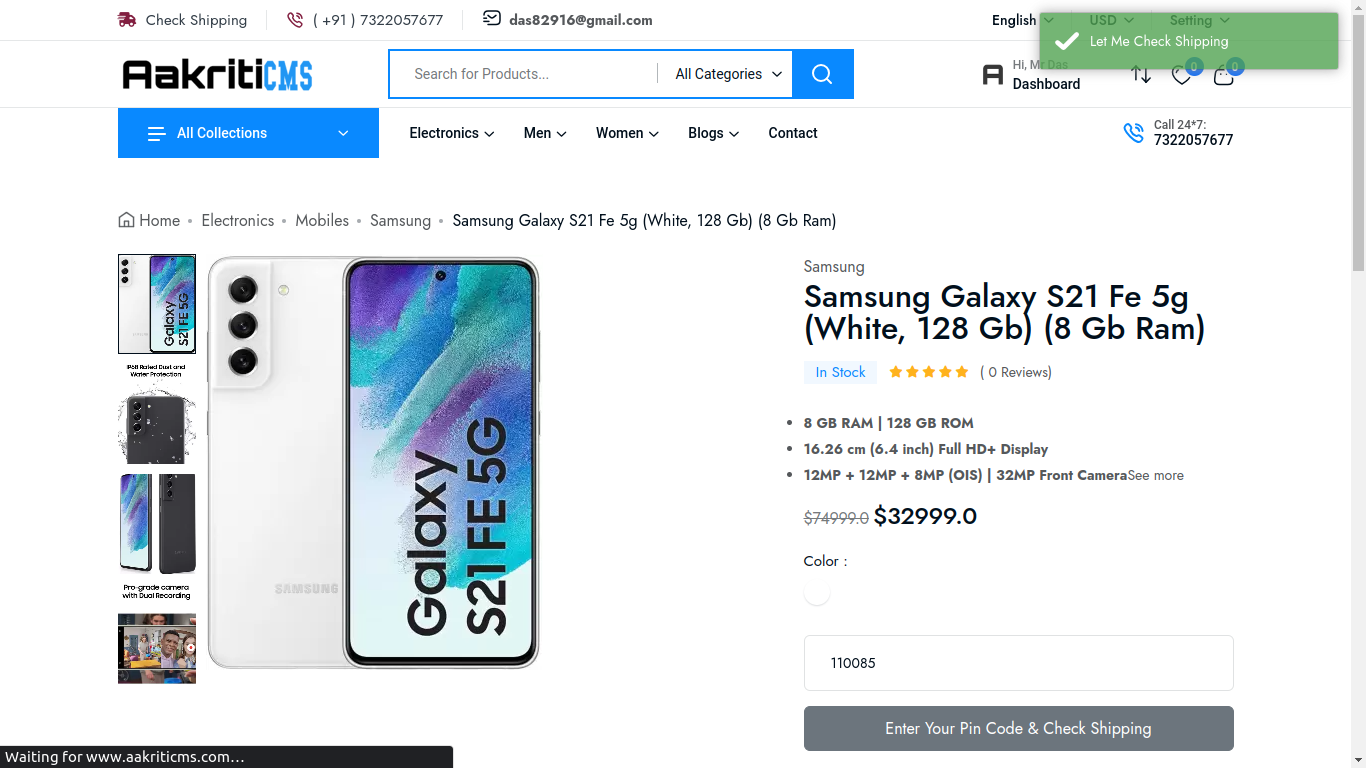 Check Shipping
( +91 ) 7322057677
das82916@gmail.com
English
USD
Setting
Let Me Check Shipping
AakritiCMS
Search for Products...
All Categories
Hi, Mr Das
Dashboard
0
0
All Collections
Electronics
Men
Women
Blogs
Contact
Call 24*7:
7322057677
Home • Electronics • Mobiles • Samsung • Samsung Galaxy S21 Fe 5g (White, 128 Gb) (8 Gb Ram)
Galaxy
S21 FE 5G
IP68 Rated Dust and
Water Protection
Pro-grade camera
with Dual Recording
SAMSUNG
Galaxy
S21 FE 5G
Samsung
Samsung Galaxy S21 Fe 5g
(White, 128 Gb) (8 Gb Ram)
In Stock
( 0 Reviews)
• 8 GB RAM | 128 GB ROM
• 16.26 cm (6.4 inch) Full HD+ Display
• 12MP + 12MP + 8MP (OIS) | 32MP Front CameraSee more
$74999.0 $32999.0
Color :
110085
Enter Your Pin Code & Check Shipping
Waiting for www.aakriticms.com…